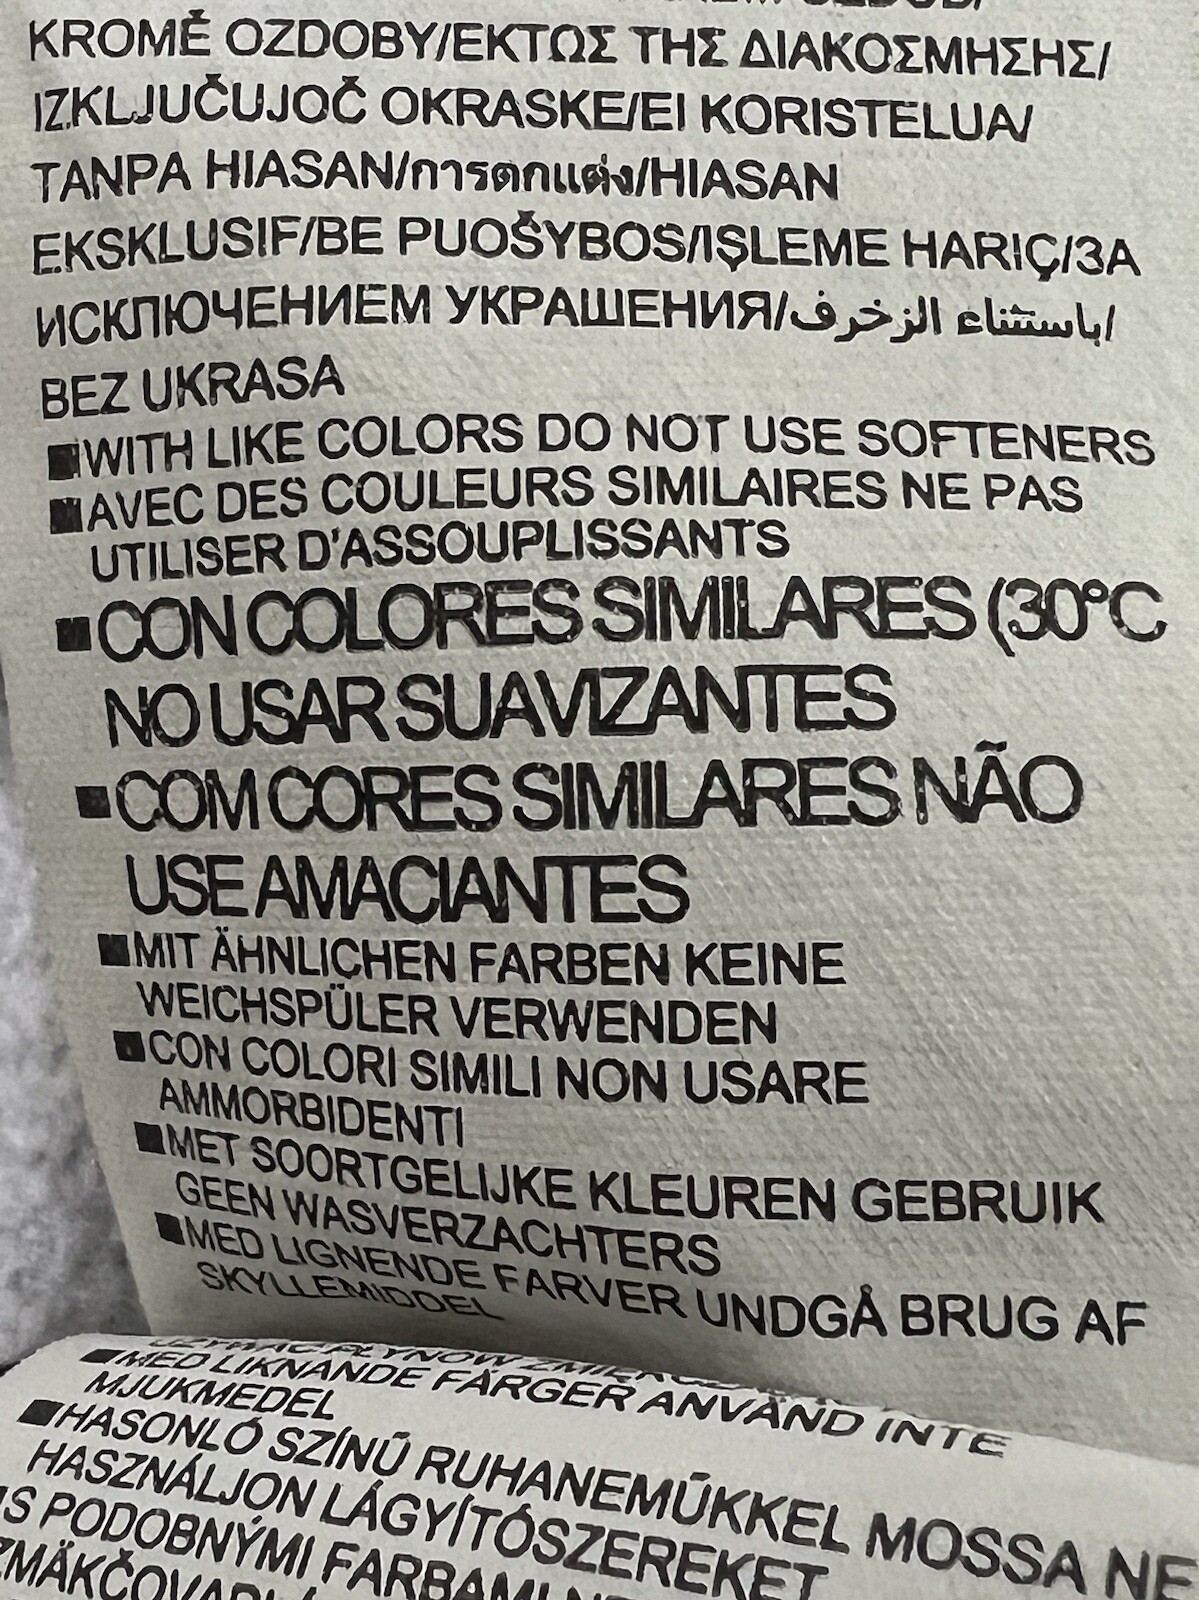 KROMĚ OZDOBY/ΕΚΤΩΣ ΤΗΣ ΔΙΑΚΟΣΜΗΣΗΣ/
IZKLJUČUJOČ OKRASKE/EI KORISTELUA/
TANPA HIASAN/การตกแต่ง/HIASAN
EKSKLUSIF/BE PUOŠYBOS/IŞLEME HARIÇ/ЗА
ИСКЛЮЧЕНИЕМ УКРАШЕНИЯ/باستثناء الزخرف/
BEZ UKRASA
■WITH LIKE COLORS DO NOT USE SOFTENERS
■AVEC DES COULEURS SIMILAIRES NE PAS
UTILISER D'ASSOUPLISSANTS
■CON COLORES SIMILARES (30°C
NO USAR SUAVIZANTES
■COM CORES SIMILARES NÃO
USE AMACIANTES
■MIT ÄHNLICHEN FARBEN KEINE
WEICHSPÜLER VERWENDEN
■CON COLORI SIMILI NON USARE
AMMORBIDENTI
■MET SOORTGELIJKE KLEUREN GEBRUIK
GEEN WASVERZACHTERS
■MED LIGNENDE FARVER UNDGÅ BRUG AF
SKYLLEMIDDEL
■MED LIKNANDE FÄRGER ANVÄND INTE
MJUKMEDEL
■HASONLÓ SZÍNŰ RUHANEMŰKKEL MOSSA NE
HASZNÁLJON LÁGYÍTÓSZEREKET
PODOBNÝMI FARBAMI